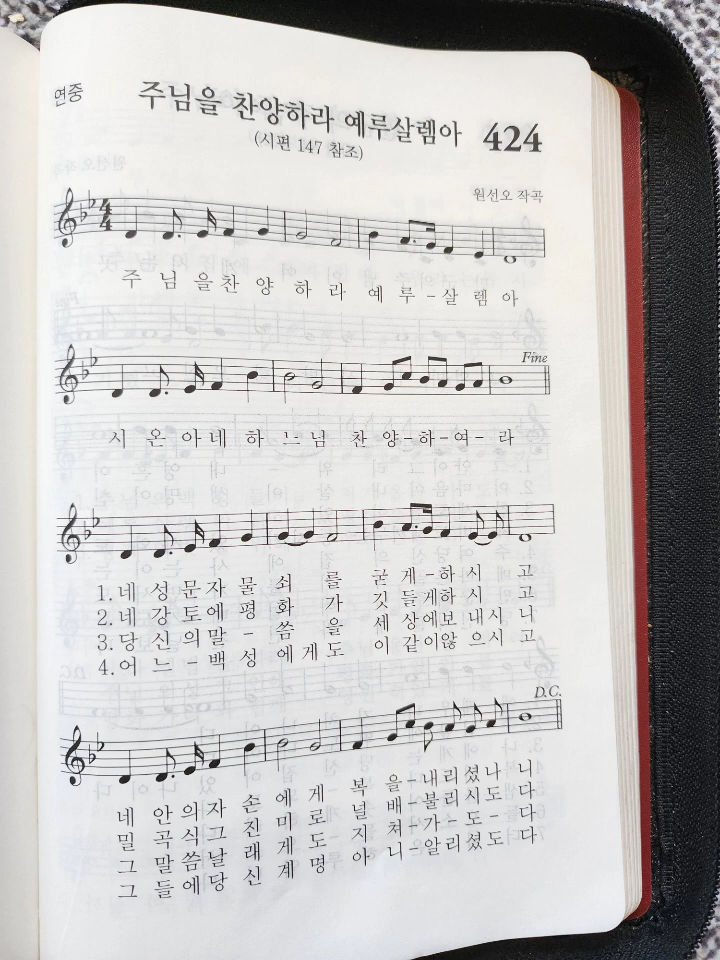 연중
주님을 찬양하라 예루살렘아 424
(시편 147 참조)
원선오 작곡
주 님 을 찬 양 하 라 예 루 - 살 렘 아
Fine
시 온 아 네 하 느 님 찬 양 - 하 - 여 - 라
1. 네 성 문 자 물 쇠 를 굳 게 - 하 시 고
2. 네 강 토 에 평 화 가 깃 들 게 하 시 고
3. 당 신 의 말 - 씀 을 세 상 에 보 내 시 니
4. 어 느 - 백 성 에 게 도 이 같 이 않 으 시 고
D.C.
네 안 의 자 손 에 게 복 을 - 내 리 셨 나 니
밀 곡 식 그 진 미 로 널 배 - 불 리 시 도 다
그 말 씀 날 래 게 도 지 쳐 - 가 - 도 - 다
그 들 에 당 신 계 명 아 니 - 알 리 셨 도 다